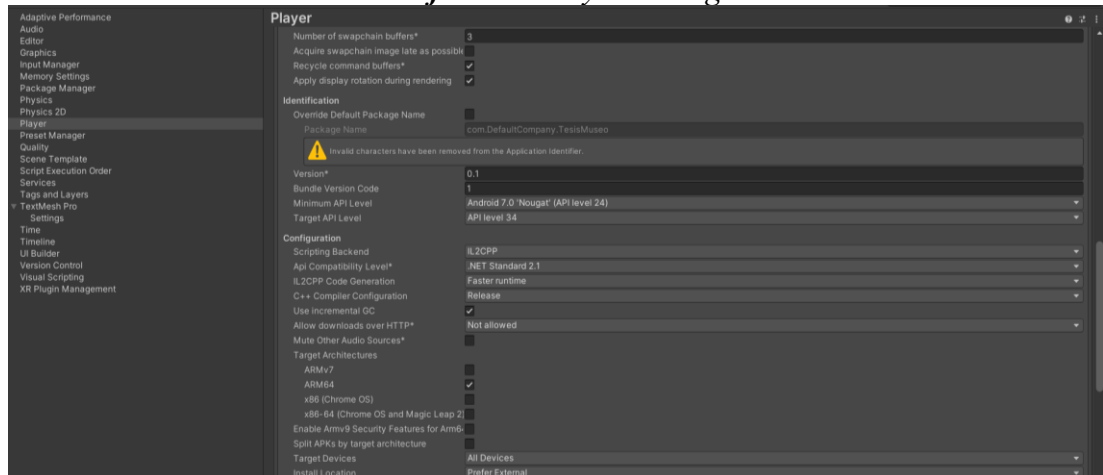 Adaptive Performance
Audio
Editor
Graphics
Input Manager
Memory Settings
Package Manager
Physics
Physics 2D
Player
Preset Manager
Quality
Scene Template
Script Execution Order
Services
Tags and Layers
TextMesh Pro
Settings
Time
Timeline
UI Builder
Version Control
Visual Scripting
XR Plugin Management
Player
Number of swapchain buffers* 3
Acquire swapchain image late as possible
Recycle command buffers*
Apply display rotation during rendering
Identification
Override Default Package Name
Package Name com.DefaultCompany.TesisMuseo
Invalid characters have been removed from the Application Identifier.
Version* 0.1
Bundle Version Code 1
Minimum API Level Android 7.0 'Nougat' (API level 24)
Target API Level API level 34
Configuration
Scripting Backend IL2CPP
Api Compatibility Level* .NET Standard 2.1
IL2CPP Code Generation Faster runtime
C++ Compiler Configuration Release
Use incremental GC
Allow downloads over HTTP* Not allowed
Mute Other Audio Sources*
Target Architectures
ARMv7
ARM64
x86 (Chrome OS)
x86-64 (Chrome OS and Magic Leap 2)
Enable Armv9 Security Features for Arm64
Split APKs by target architecture
Target Devices All Devices
Install Location Prefer External